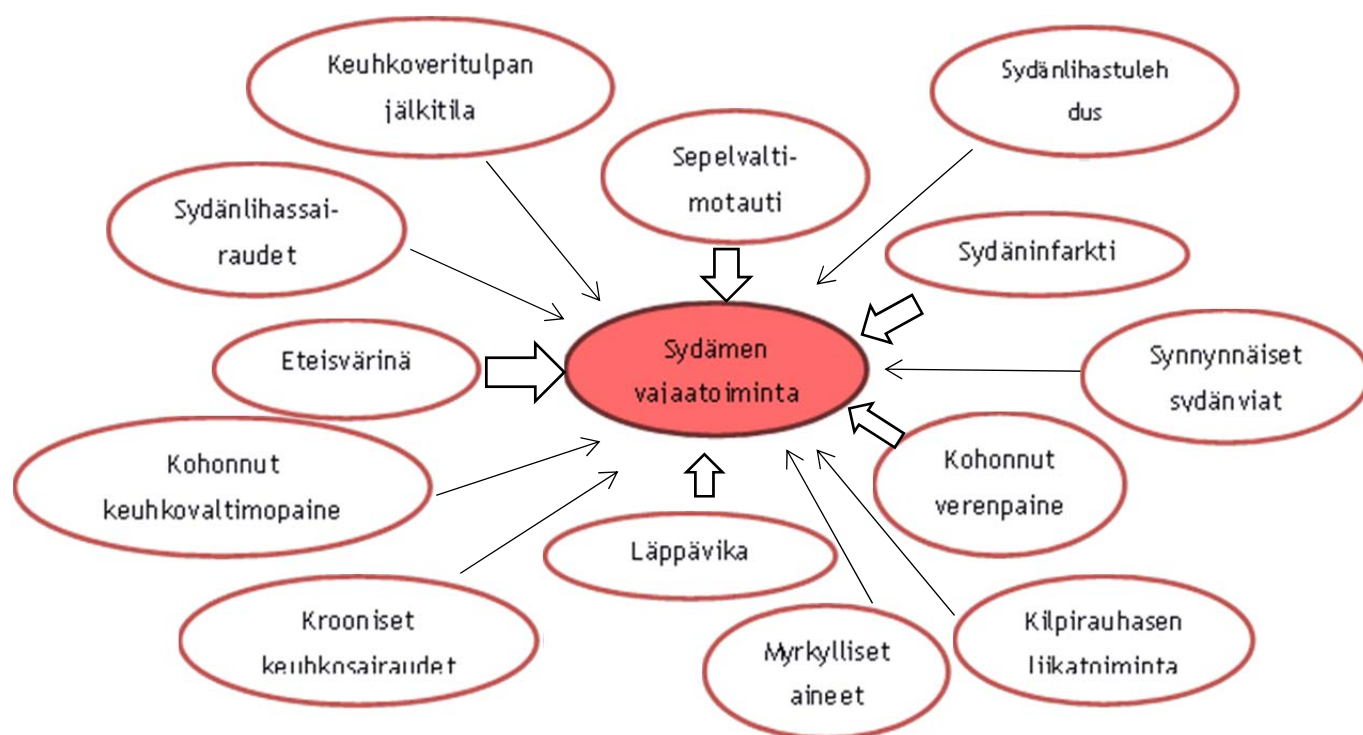 Keuhkoveritulpan
jälkitila
Sydänlihastuleh
dus
Sepelvalti-
motauti
Sydänlihassai-
raudet
Sydäninfarkti
Eteisvärinä
Sydämen
vajaatoiminta
Synnynnäiset
sydänviat
Kohonnut
keuhkovaltimopaine
Kohonnut
verenpaine
Läppävika
Krooniset
keuhkosairaudet
Myrkylliset
aineet
Kilpirauhasen
liikatoiminta